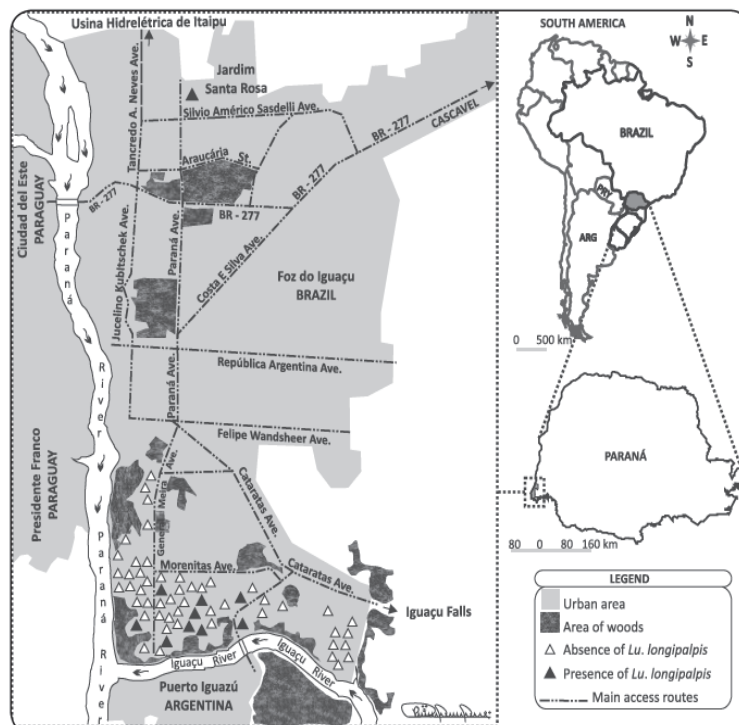 Usina Hidrelétrica de Itaipu
Jardim
Santa Rosa
Tancredo A. Neves Ave.
Silvio Américo Sasdelli Ave.
BR - 277
CASCAVEL
Araucária St.
BR - 277
BR - 277
BR - 277
Ciudad del Este
PARAGUAY
Paraná River
Jucelino Kubitschek Ave.
Paraná Ave.
Costa E Silva Ave.
Foz do Iguaçu
BRAZIL
República Argentina Ave.
Paraná Ave.
Felipe Wandsheer Ave.
Presidente Franco
PARAGUAY
Paraná River
General Meira Ave.
Cataratas Ave.
Morenitas Ave.
Cataratas Ave.
Iguaçu Falls
Iguaçu River
Iguaçu River
Puerto Iguazú
ARGENTINA
SOUTH AMERICA
N
W E
S
BRAZIL
PRY
ARG
0 500 km
PARANÁ
80 0 80 160 km
LEGEND
Urban area
Area of woods
Absence of Lu. longipalpis
Presence of Lu. longipalpis
Main access routes